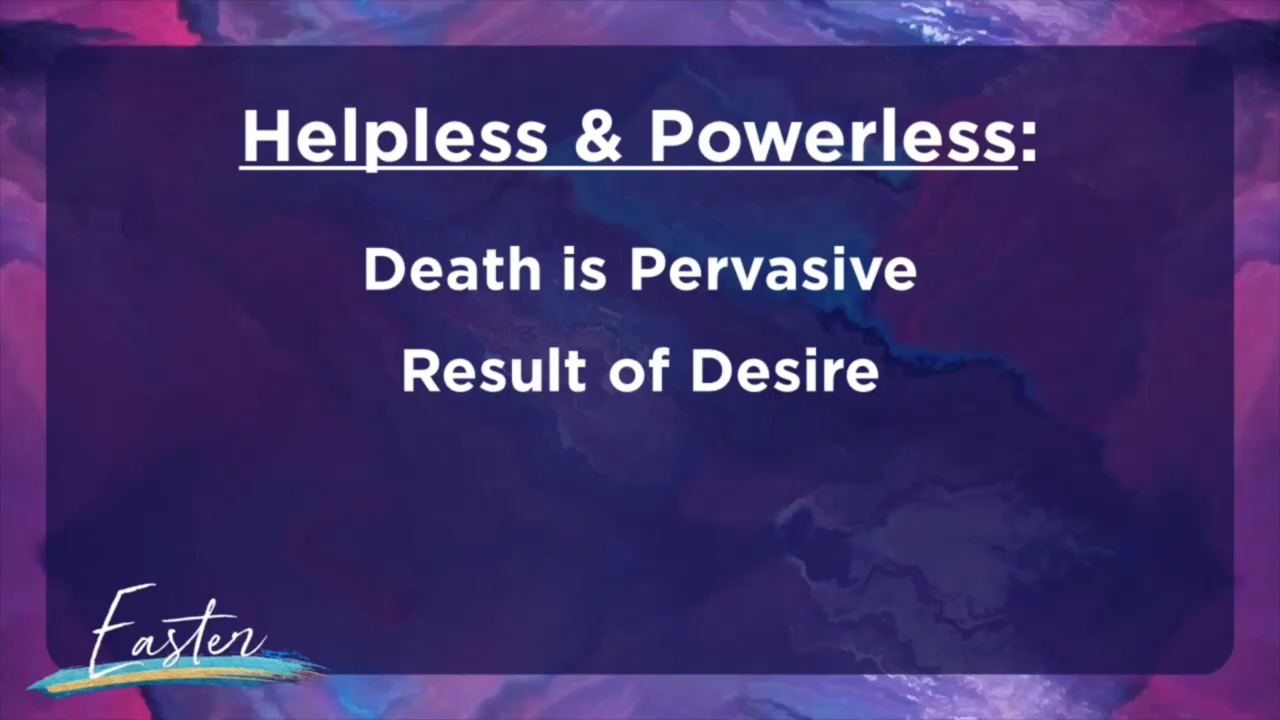 Helpless & Powerless:
Death is Pervasive
Result of Desire
Easter